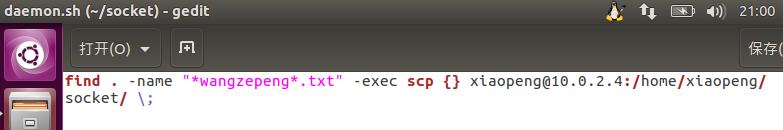 daemon.sh (~/socket) - gedit
21:00
打开(O)
保存(
find . -name "*wangzepeng*.txt" -exec scp {} xiaopeng@10.0.2.4:/home/xiaopeng/
socket/ \;